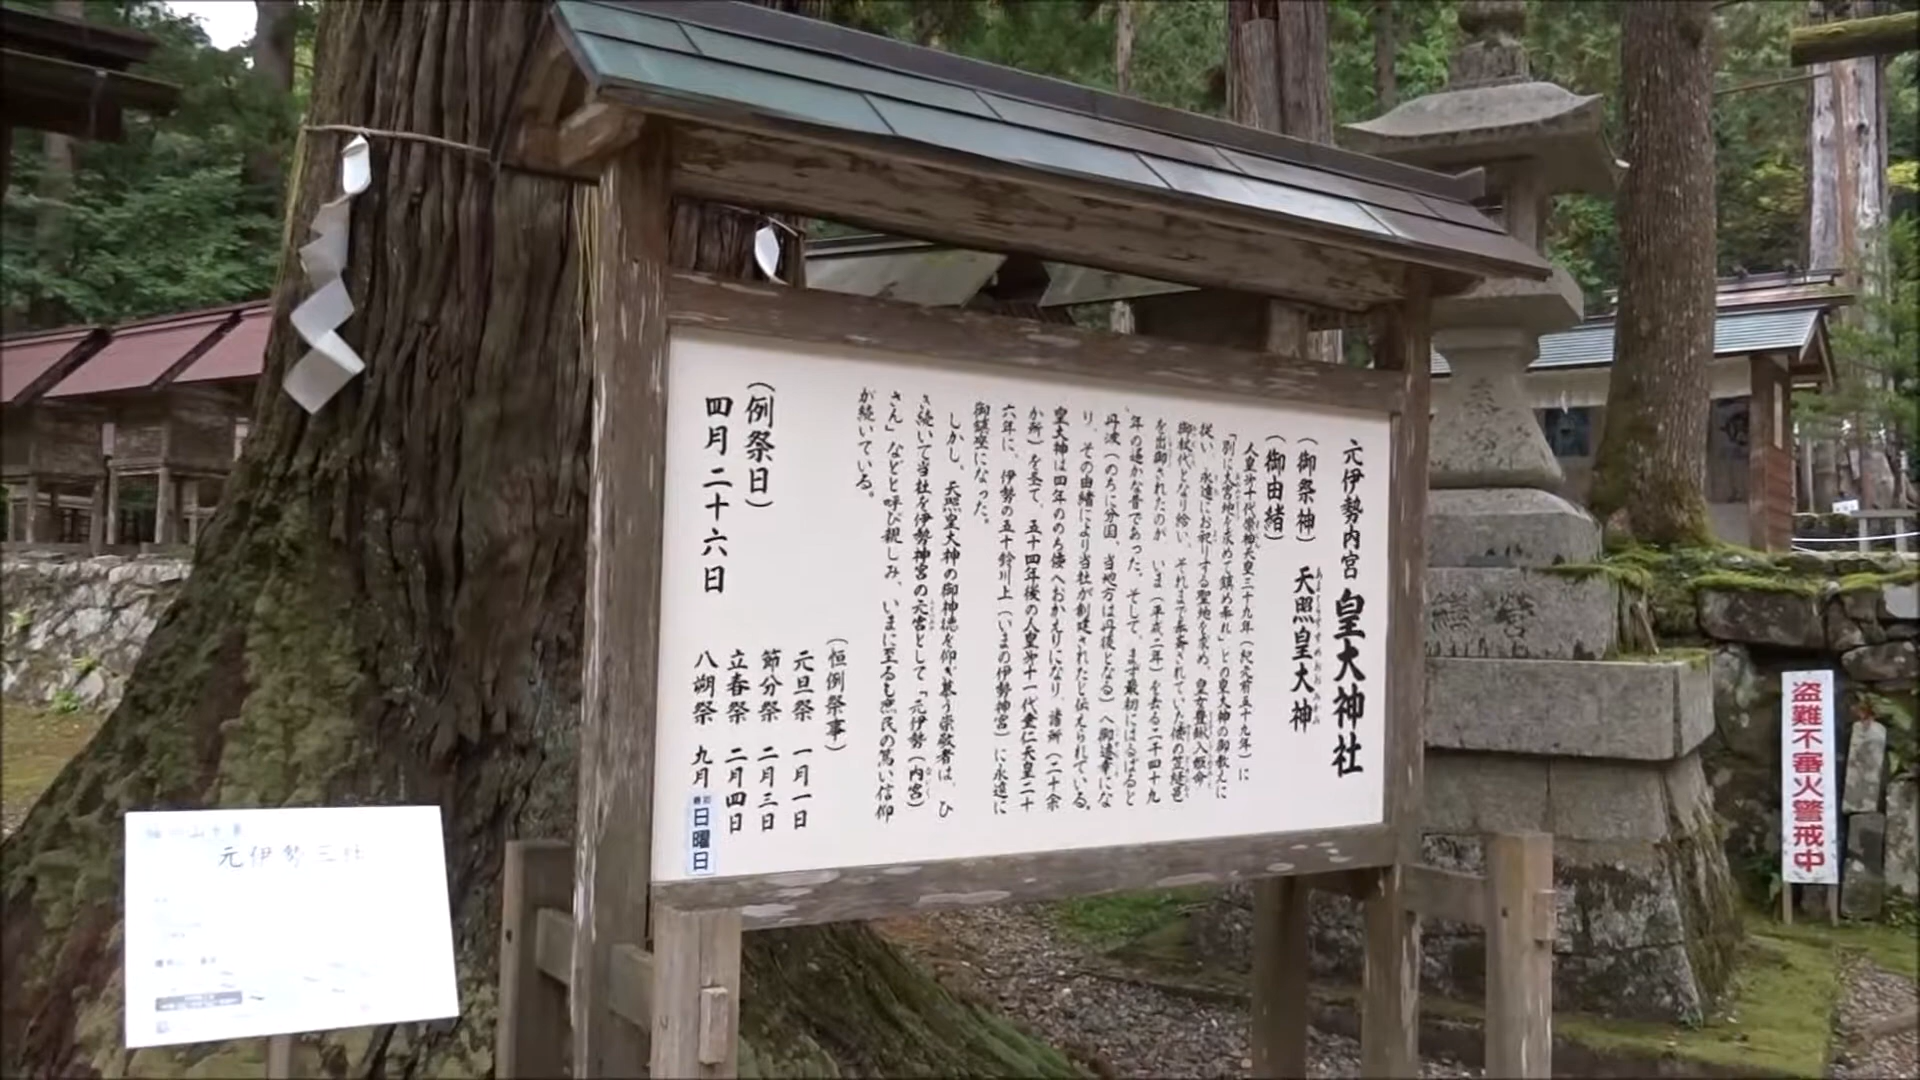 元伊勢内宮 皇大神社
(御祭神) 天照皇大神
(御由緒)
人皇第十代崇神天皇三十九年(紀元前五十九年)に
「別に大宮地を求めて鎮め奉れ」との皇大神の御教えに
従い、永遠にお祀りする聖地を求め、皇女豊鍬入姫命
御杖代となり給い、それまで奉斎されていた倭の笠縫邑
を出御されたのが、いま(平成二年)を去る二千四十九
年の遥かな昔であった。そして、まず最初にはるばると
丹波(のちに分国、当地方は丹後となる)へ御遷幸にな
り、その由緒により当社が創建されたと伝えられている。
皇大神は四年ののち倭へおかえりになり、諸所(二十余
か所)を経て、五十四年後の人皇第十一代垂仁天皇二十
六年に、伊勢の五十鈴川上(いまの伊勢神宮)に永遠に
御鎮座になった。
しかし、天照皇大神の御神徳を仰ぎ慕う崇敬者は、ひ
き続いて当社を伊勢神宮の元宮として「元伊勢(内宮)
さん」などと呼び親しみ、いまに至るも庶民の篤い信仰
が続いている。
(恒例祭事)
元旦祭 一月一日
節分祭 二月三日
立春祭 二月四日
八朔祭 九月 最初日曜日
(例祭日)
四月二十六日
元伊勢三社
盗難不審火警戒中